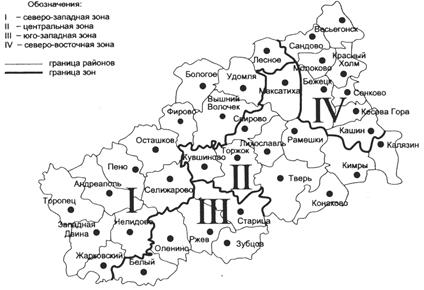 Обозначения:
I – северо-западная зона
II – центральная зона
III – юго-западная зона
IV – северо-восточная зона
граница районов
граница зон
Весьегонск
Сандово
Лесное
Красный
Холм
Молоково
Бологое
Удомля
Максатиха
Бежецк
Сонково
Вышний
Волочек
IV
Кесова Гора
Фирово
Спирово
Кашин
Рамешки
Калязин
Осташков
Лихославль
Торжок
Кувшиново
Пено
Кимры
Тверь
Андреаполь
Селижарово
II
I
Конаково
Торопец
III
Старица
Западная
Двина
Нелидово
Ржев
Зубцов
Оленино
Жарковский
Белый